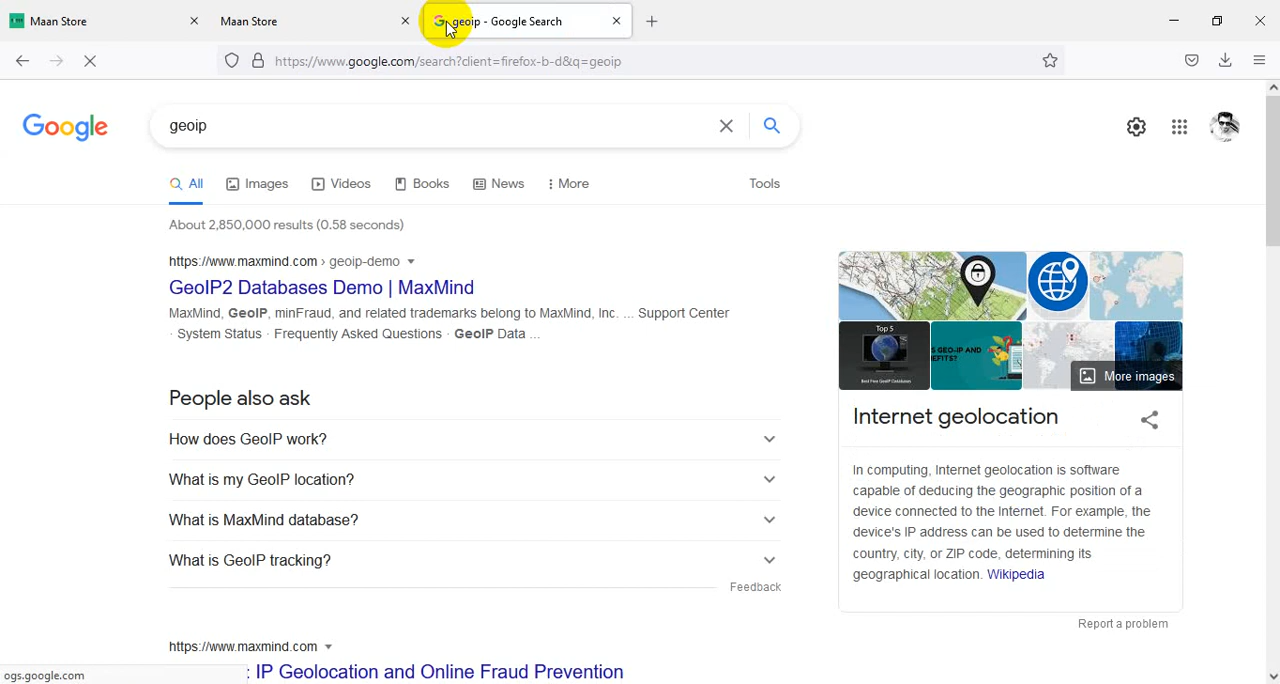 Maan Store
Maan Store
geoip - Google Search
https://www.google.com/search?client=firefox-b-d&q=geoip
Google
geoip
All
Images
Videos
Books
News
More
Tools
About 2,850,000 results (0.58 seconds)
https://www.maxmind.com › geoip-demo
GeoIP2 Databases Demo | MaxMind
MaxMind, GeoIP, minFraud, and related trademarks belong to MaxMind, Inc. ... Support Center
· System Status · Frequently Asked Questions · GeoIP Data ...
People also ask
How does GeoIP work?
What is my GeoIP location?
What is MaxMind database?
What is GeoIP tracking?
Feedback
https://www.maxmind.com
: IP Geolocation and Online Fraud Prevention
Top 5
Best Free GeoIP Databases
S GEO-IP AND
BENEFITS?
More images
Internet geolocation
In computing, Internet geolocation is software
capable of deducing the geographic position of a
device connected to the Internet. For example, the
device's IP address can be used to determine the
country, city, or ZIP code, determining its
geographical location. Wikipedia
Report a problem
ogs.google.com